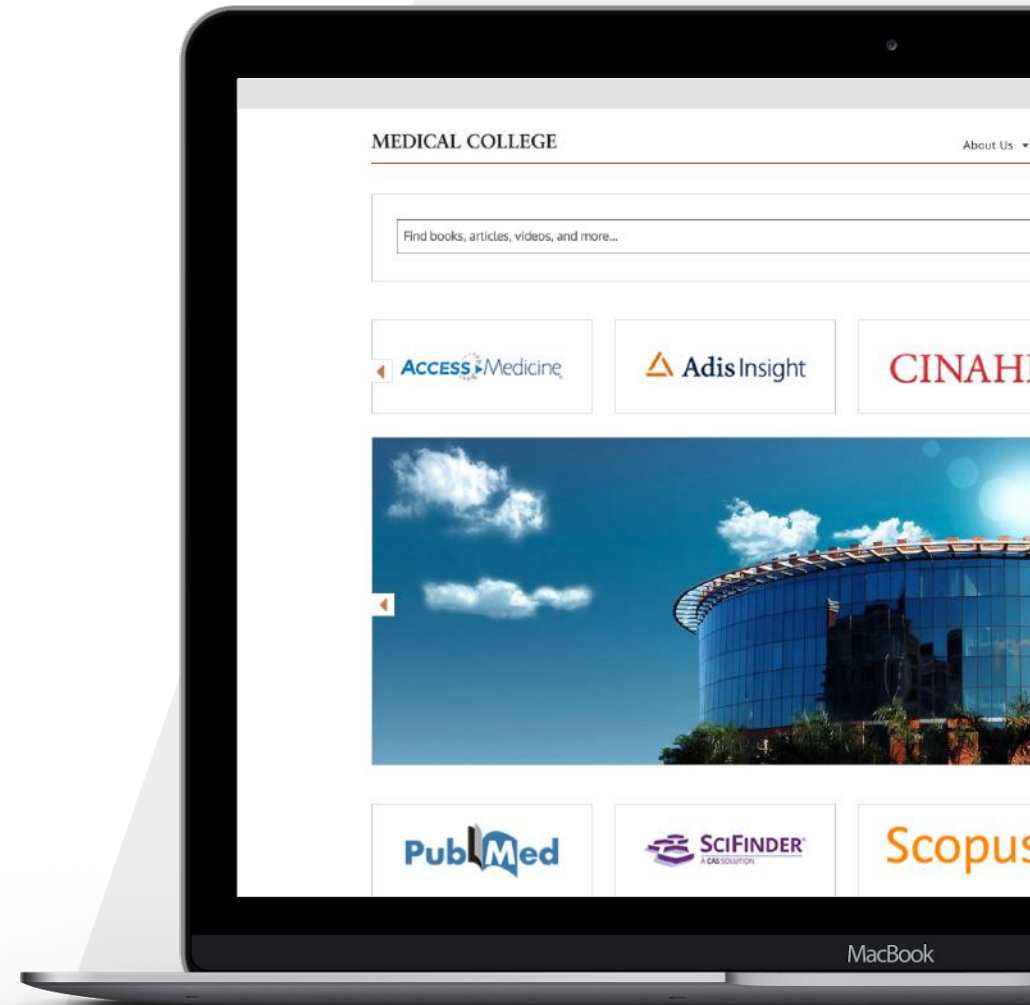 MEDICAL COLLEGE
About Us
Find books, articles, videos, and more...
ACCESS Medicine
Adis Insight
CINAHL
PubMed
SCIFINDER®
A CAS SOLUTION
Scopus
MacBook